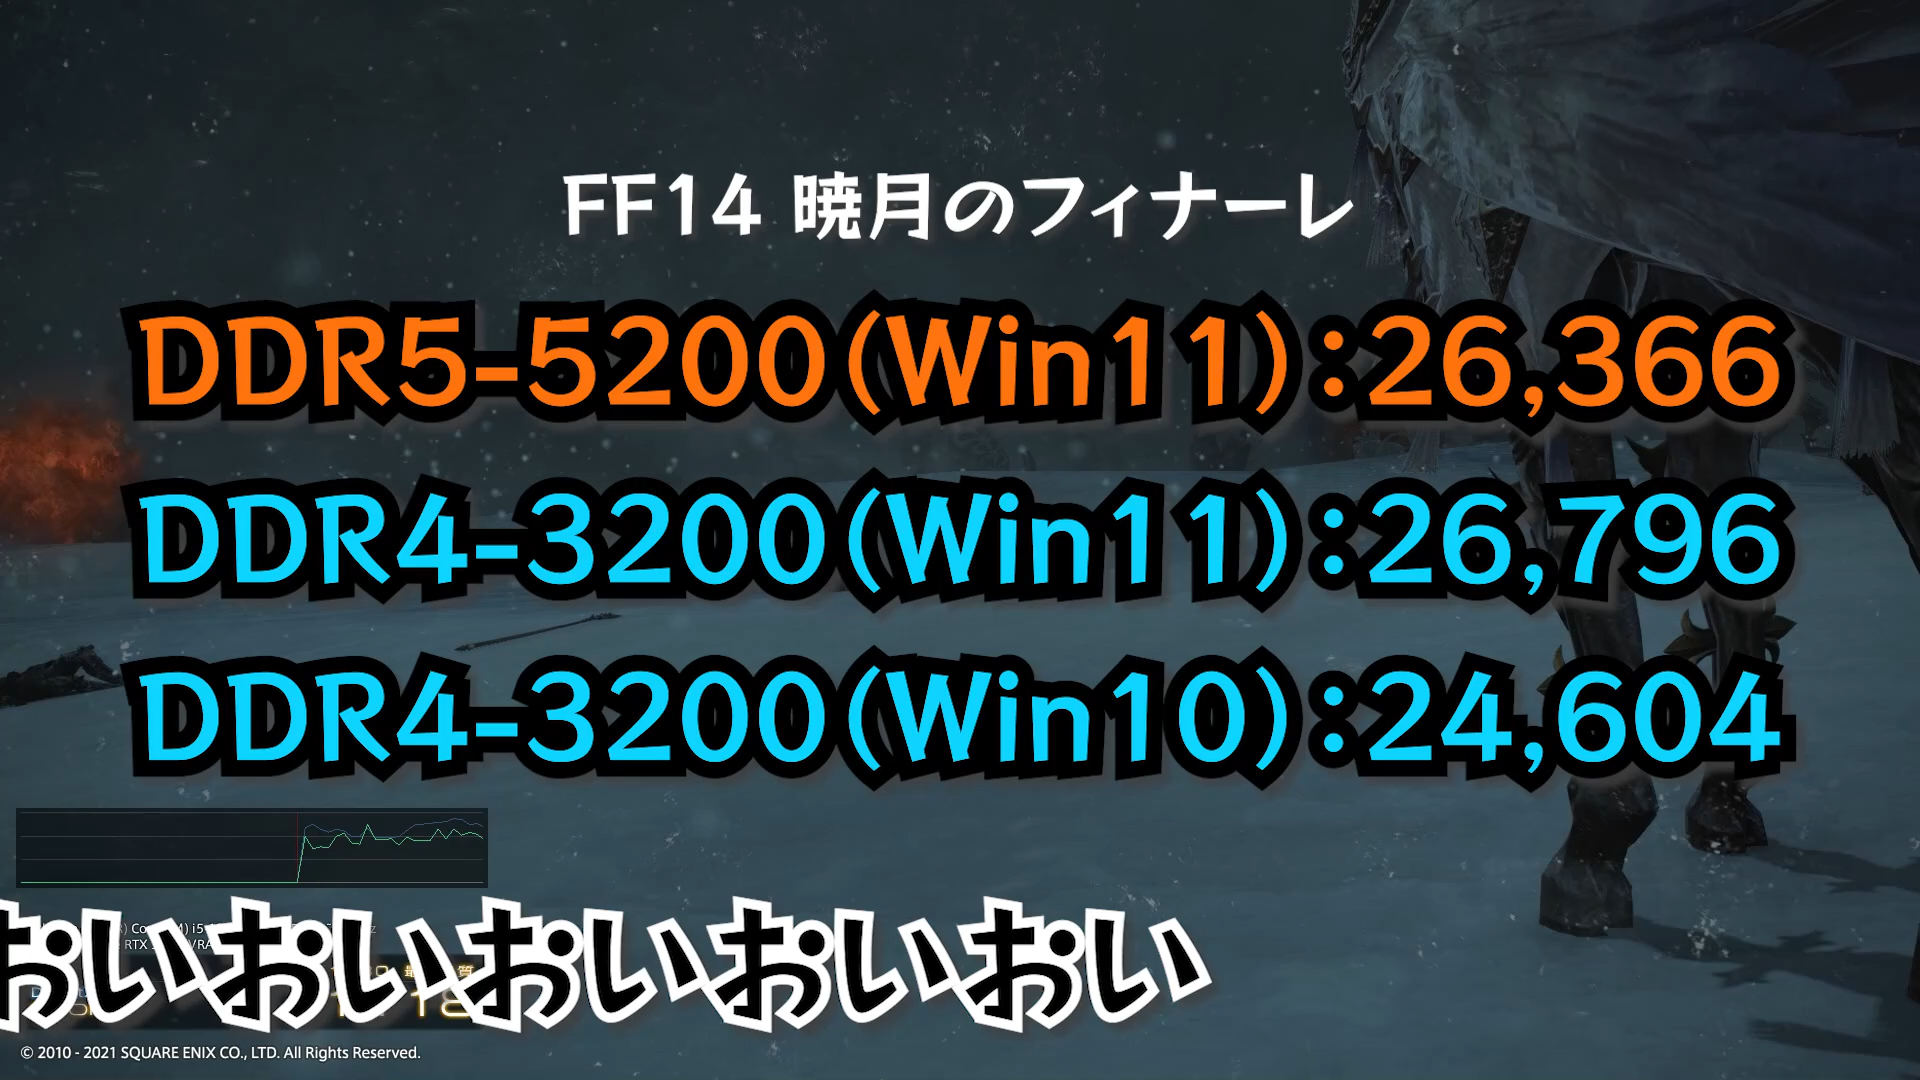 FF14 暁月のフィナーレ
DDR5-5200(Win11):26,366
DDR4-3200(Win11):26,796
DDR4-3200(Win10):24,604
おいおいおいおいおい
© 2010 - 2021 SQUARE ENIX CO., LTD. All Rights Reserved.